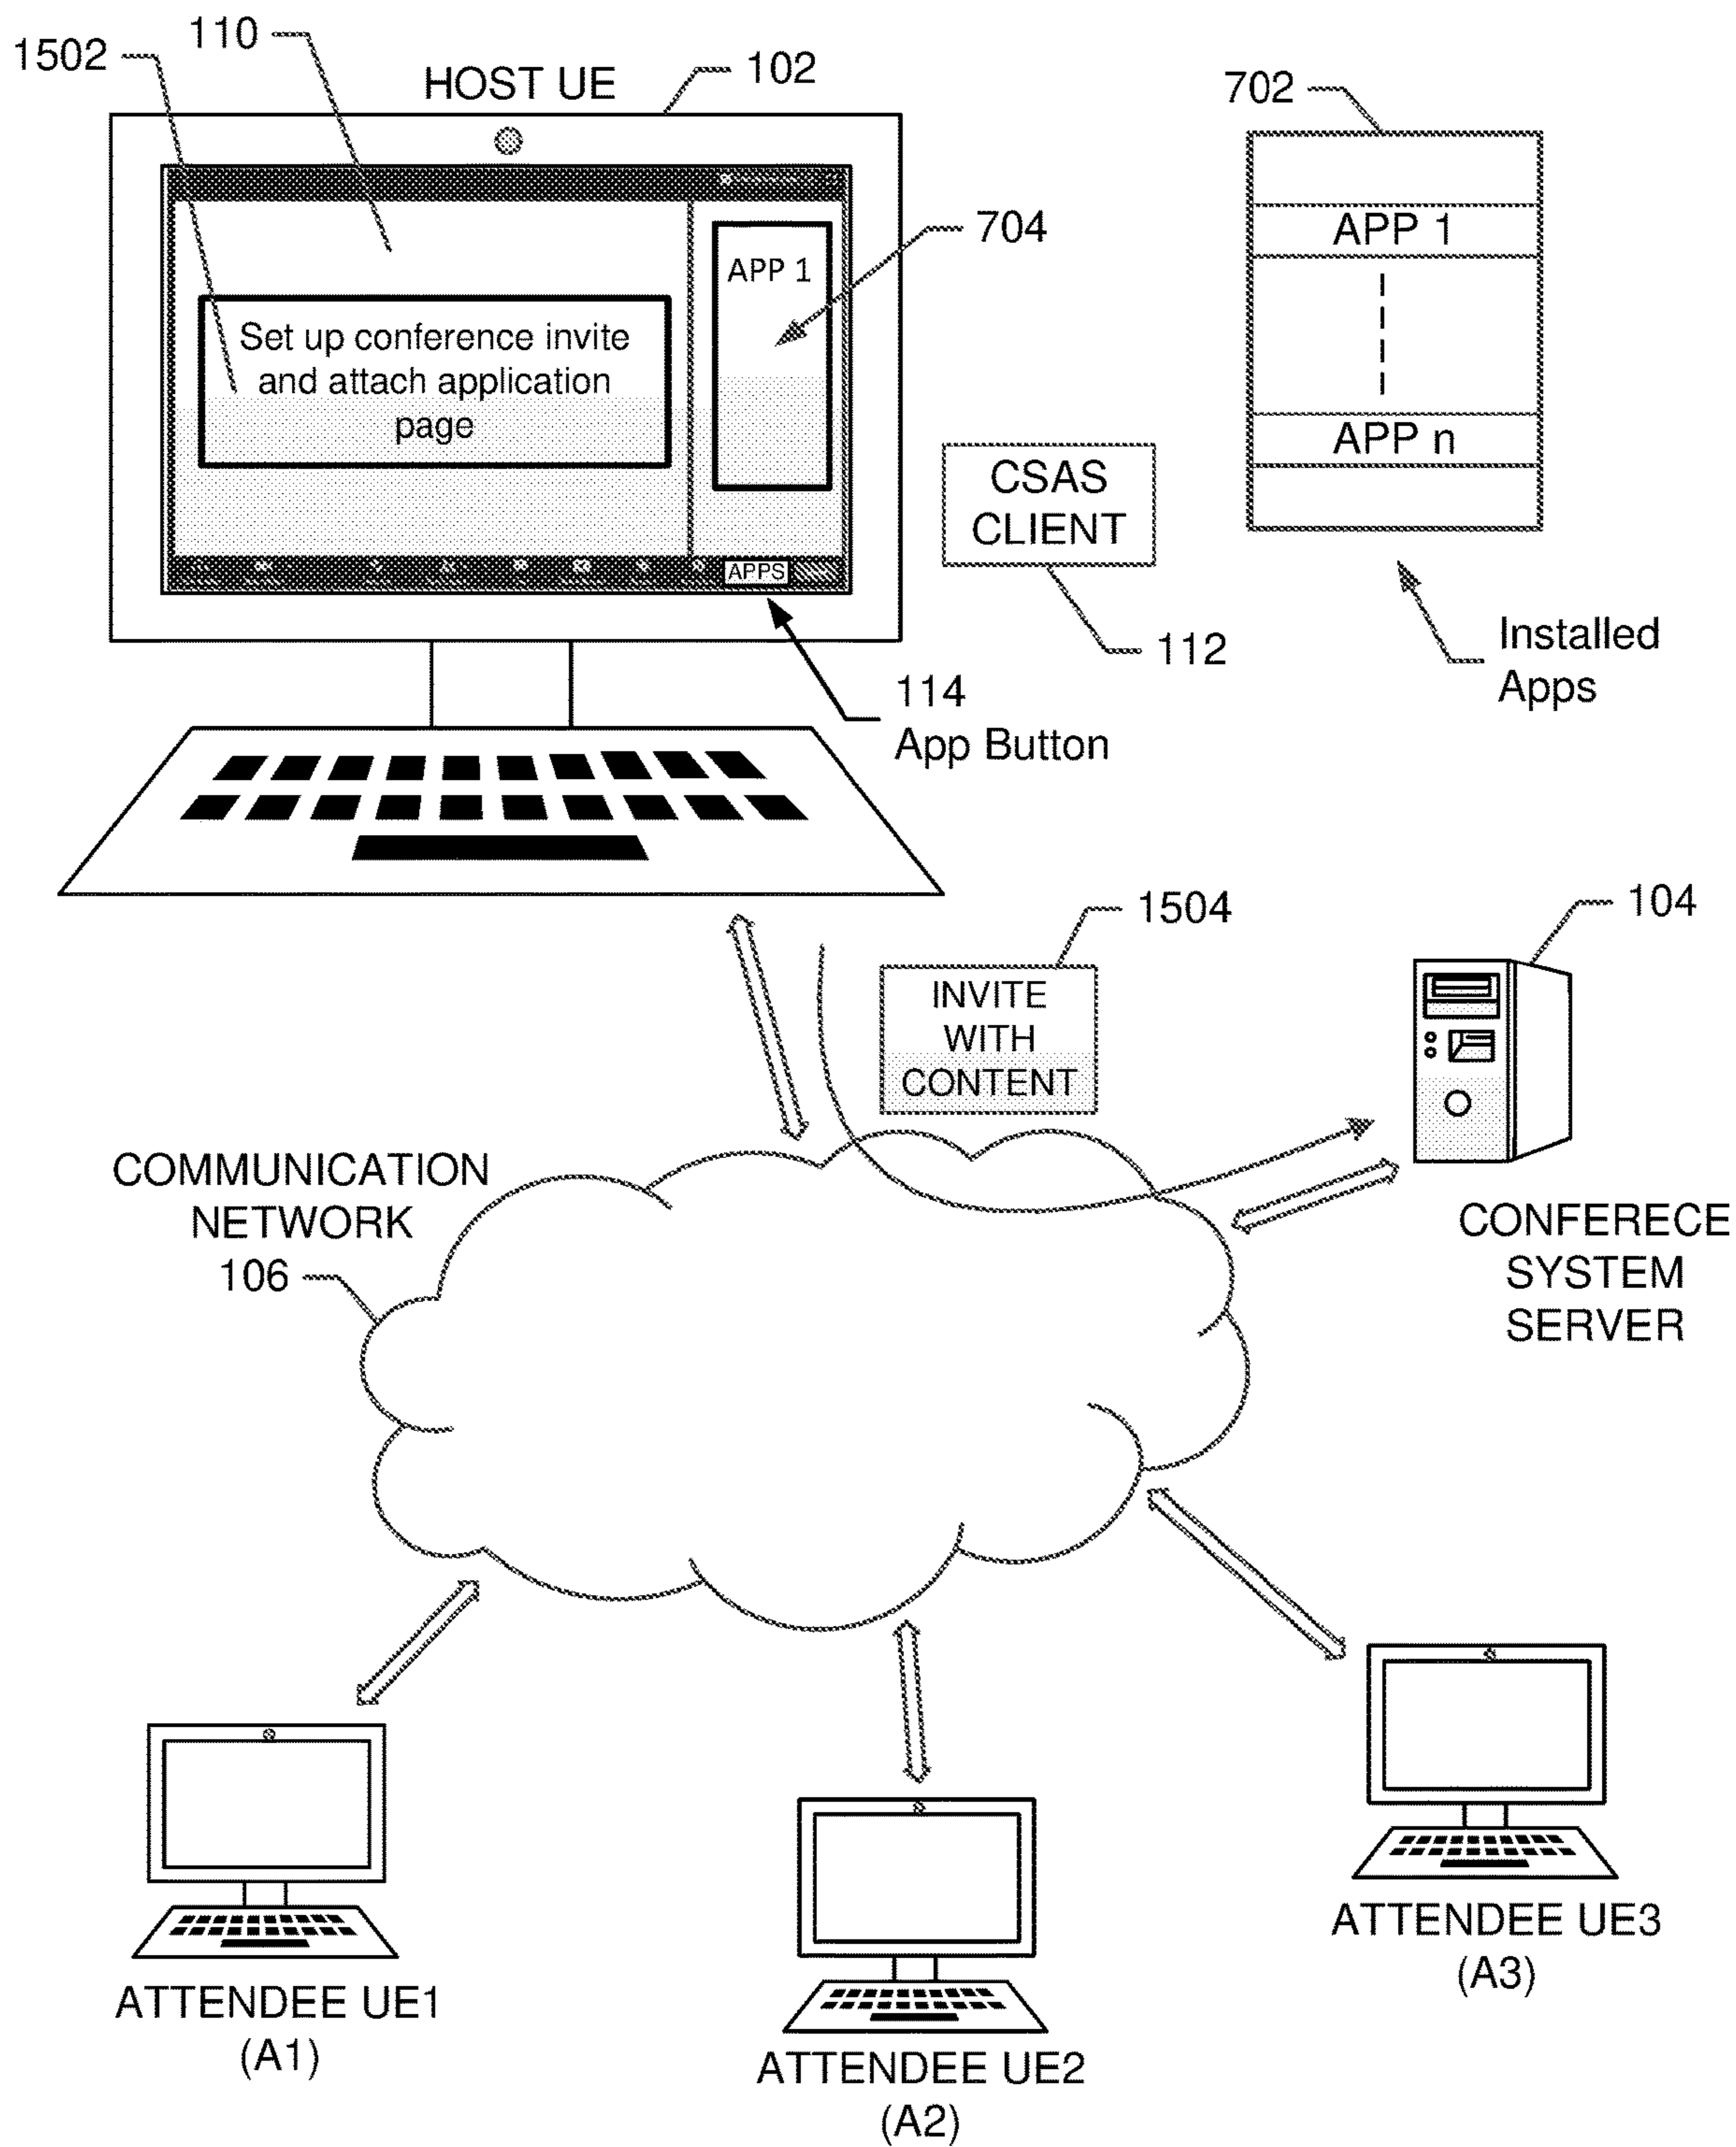 110
1502
HOST UE
102
702
APP 1
704
APP 1
Set up conference invite
and attach application
page
APP n
CSAS
CLIENT
APPS
112
Installed
Apps
114
App Button
1504
104
INVITE
WITH
CONTENT
COMMUNICATION
NETWORK
106
CONFERECE
SYSTEM
SERVER
ATTENDEE UE3
(A3)
ATTENDEE UE1
(A1)
ATTENDEE UE2
(A2)